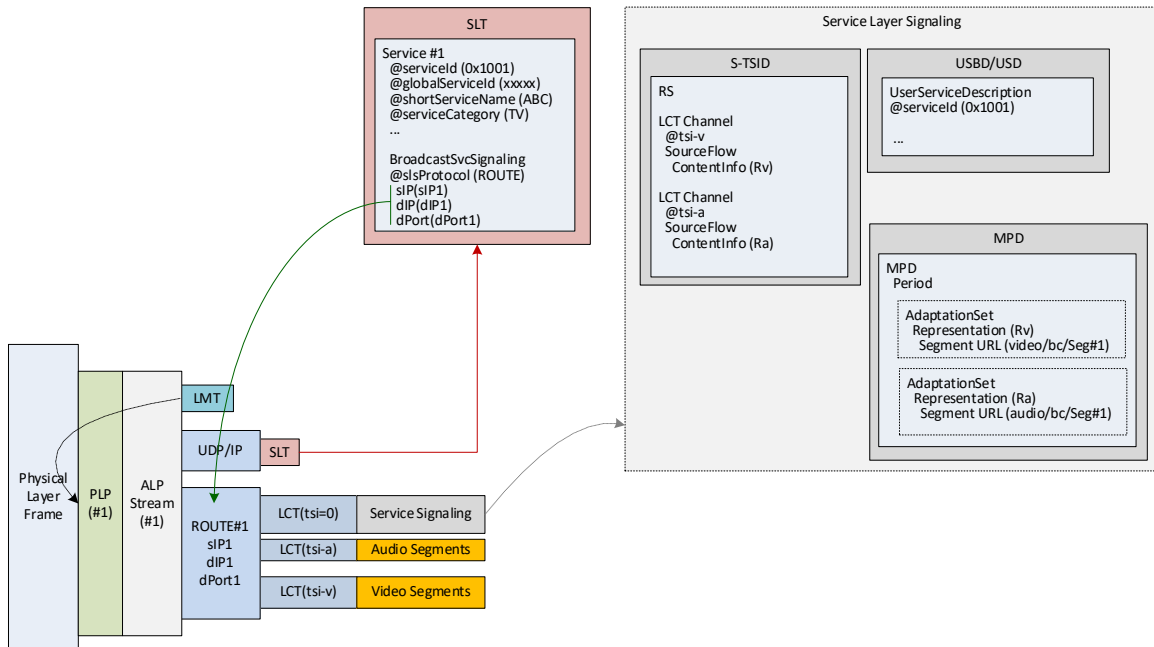 SLT
Service #1
@serviceId (0x1001)
@globalServiceId (xxxxx)
@shortServiceName (ABC)
@serviceCategory (TV)
...
BroadcastSvcSignaling
@slsProtocol (ROUTE)
sIP(sIP1)
dIP(dIP1)
dPort(dPort1)
Service Layer Signaling
S-TSID
RS
LCT Channel
@tsi-v
SourceFlow
ContentInfo (Rv)
LCT Channel
@tsi-a
SourceFlow
ContentInfo (Ra)
USBD/USD
UserServiceDescription
@serviceId (0x1001)
...
MPD
MPD
Period
AdaptationSet
Representation (Rv)
Segment URL (video/bc/Seg#1)
AdaptationSet
Representation (Ra)
Segment URL (audio/bc/Seg#1)
Physical
Layer
Frame
PLP
(#1)
ALP
Stream
(#1)
LMT
UDP/IP
SLT
ROUTE#1
sIP1
dIP1
dPort1
LCT(tsi=0)
Service Signaling
LCT(tsi-a)
Audio Segments
LCT(tsi-v)
Video Segments